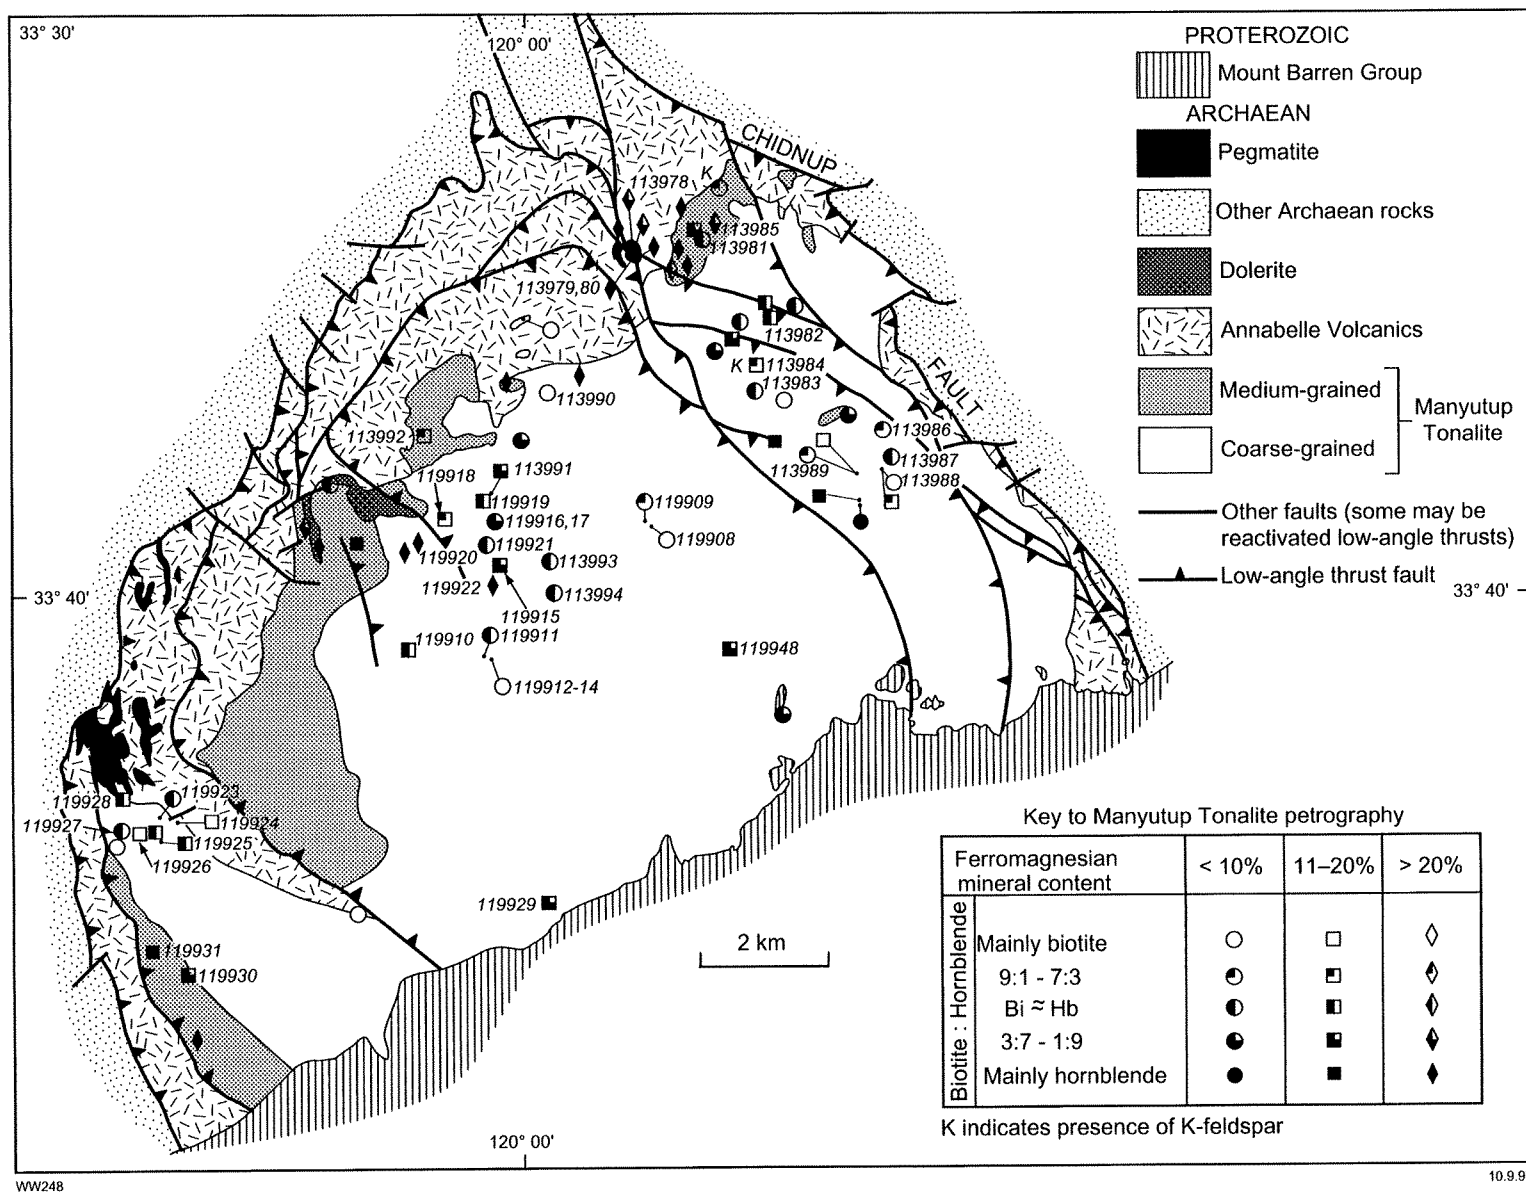 33° 30'
120° 00'
PROTEROZOIC
Mount Barren Group
ARCHAEAN
Pegmatite
Other Archaean rocks
Dolerite
Annabelle Volcanics
Medium-grained
Coarse-grained
Manyutup
Tonalite
Other faults (some may be
reactivated low-angle thrusts)
Low-angle thrust fault
33° 40'
33° 40'
CHIDNUP
FAULT
K
113978
113985
113981
113979,80
113982
K
113984
113983
113990
113992
113986
113987
113988
113989
113991
119918
119919
119916,17
119909
119908
119920
119921
113993
119922
113994
119915
119910
119911
119948
119912-14
119923
119928
119924
119927
119925
119926
119929
119931
119930
2 km
Key to Manyutup Tonalite petrography
Ferromagnesian
mineral content
< 10%
11–20%
> 20%
Biotite : Hornblende
Mainly biotite
9:1 - 7:3
Bi ≈ Hb
3:7 - 1:9
Mainly hornblende
K indicates presence of K-feldspar
120° 00'
WW248
10.9.9